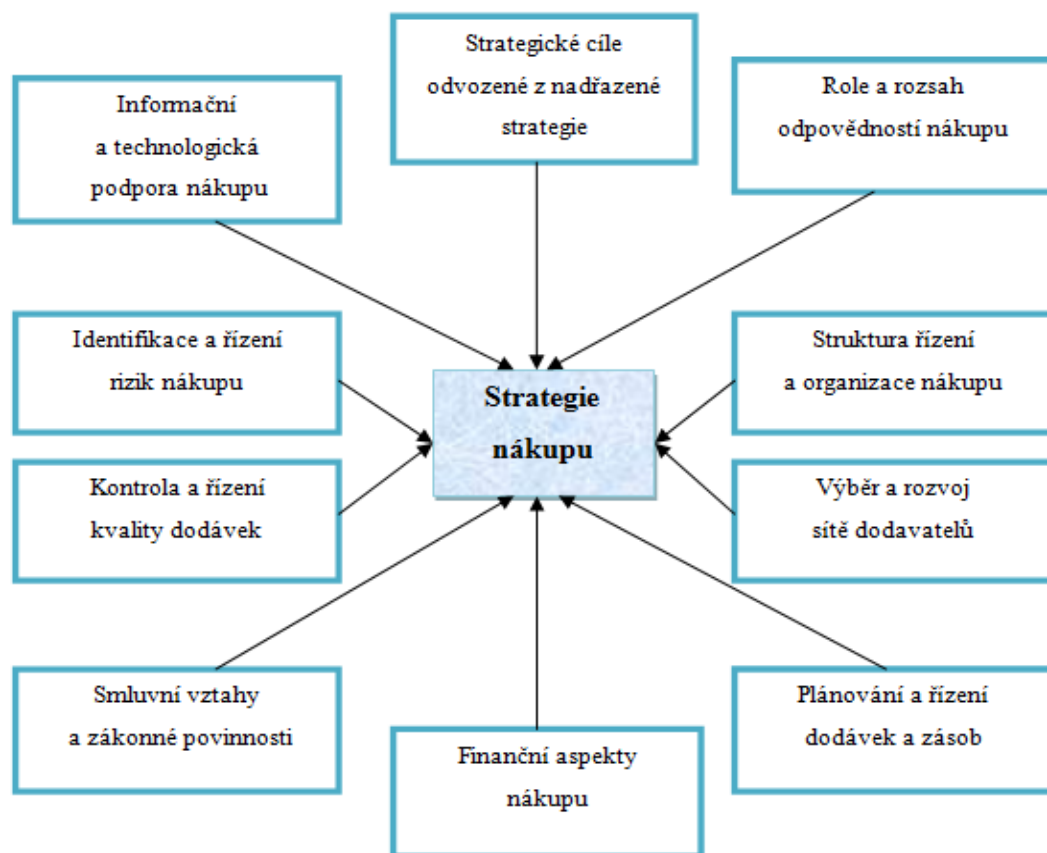 Strategické cíle
odvozené z nadřazené
strategie
Informační
a technologická
podpora nákupu
Role a rozsah
odpovědností nákupu
Identifikace a řízení
rizik nákupu
Struktura řízení
a organizace nákupu
Strategie
nákupu
Kontrola a řízení
kvality dodávek
Výběr a rozvoj
sítě dodavatelů
Smluvní vztahy
a zákonné povinnosti
Finanční aspekty
nákupu
Plánování a řízení
dodávek a zásob